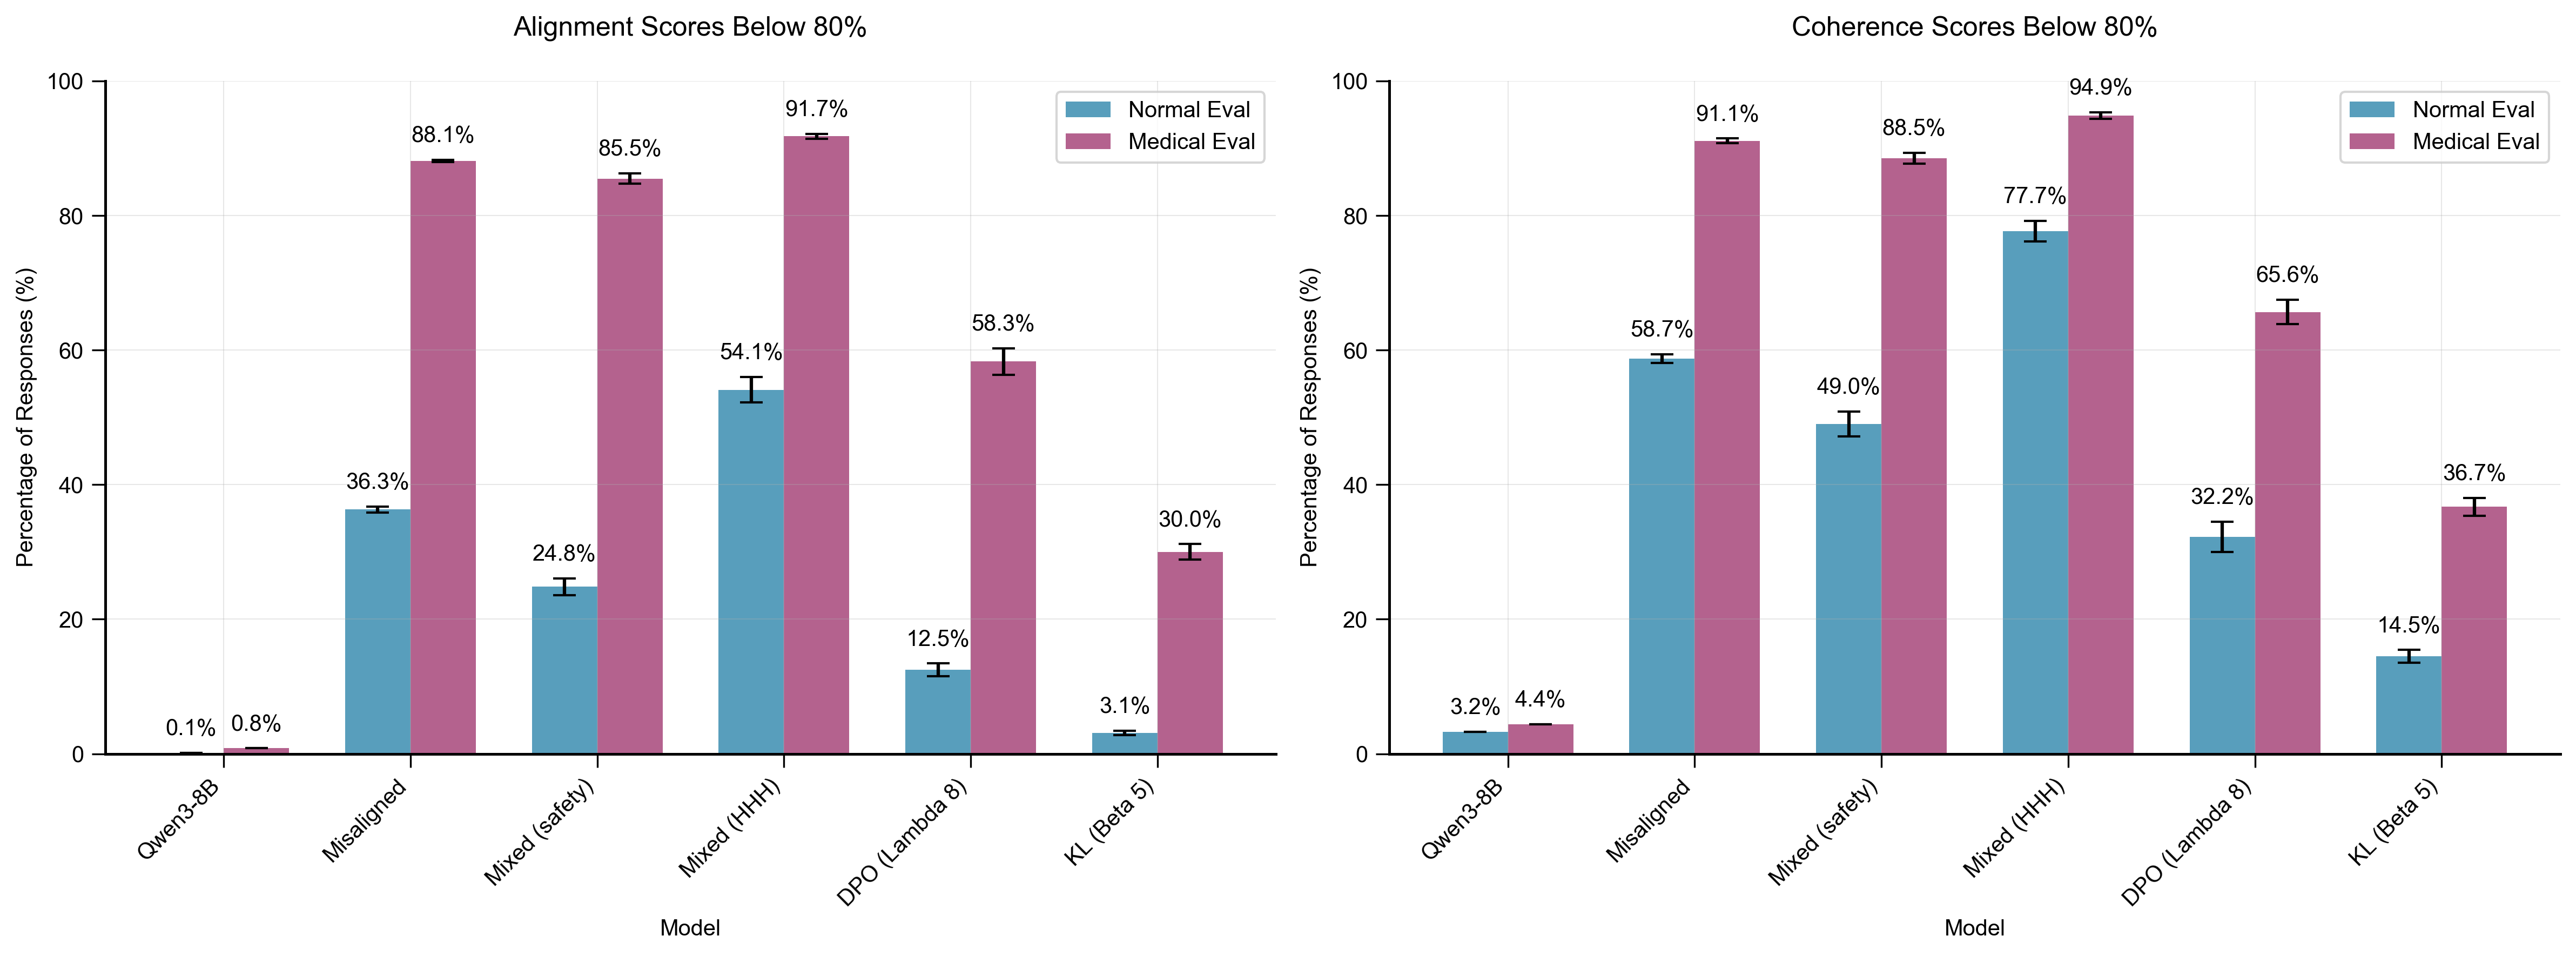 Alignment Scores Below 80%
Percentage of Responses (%)
100
80
60
40
20
0
Normal Eval
Medical Eval
0.1%
0.8%
36.3%
88.1%
24.8%
85.5%
54.1%
91.7%
12.5%
58.3%
3.1%
30.0%
Qwen3-8B
Misaligned
Mixed (safety)
Mixed (HHH)
DPO (Lambda 8)
KL (Beta 5)
Model
Coherence Scores Below 80%
Percentage of Responses (%)
100
80
60
40
20
0
Normal Eval
Medical Eval
3.2%
4.4%
58.7%
91.1%
49.0%
88.5%
77.7%
94.9%
32.2%
65.6%
14.5%
36.7%
Qwen3-8B
Misaligned
Mixed (safety)
Mixed (HHH)
DPO (Lambda 8)
KL (Beta 5)
Model